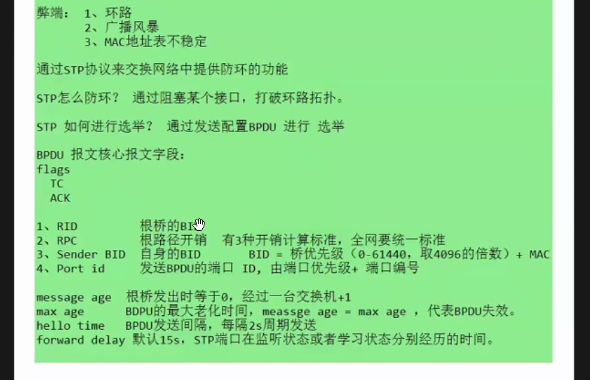 弊端： 1、环路
2、广播风暴
3、MAC地址表不稳定
通过STP协议来交换网络中提供防环的功能
STP怎么防环？ 通过阻塞某个接口，打破环路拓扑。
STP 如何进行选举？ 通过发送配置BPDU 进行 选举
BPDU 报文核心报文字段：
flags
TC
ACK
1、RID 根桥的BID
2、RPC 根路径开销 有3种开销计算标准，全网要统一标准
3、Sender BID 自身的BID BID = 桥优先级（0-61440，取4096的倍数）+ MAC
4、Port id 发送BPDU的端口 ID, 由端口优先级+ 端口编号
message age 根桥发出时等于0，经过一台交换机+1
max age BDPU的最大老化时间，meassge age = max age ，代表BPDU失效。
hello time BPDU发送间隔，每隔2s周期发送
forward delay 默认15s，STP端口在监听状态或者学习状态分别经历的时间。